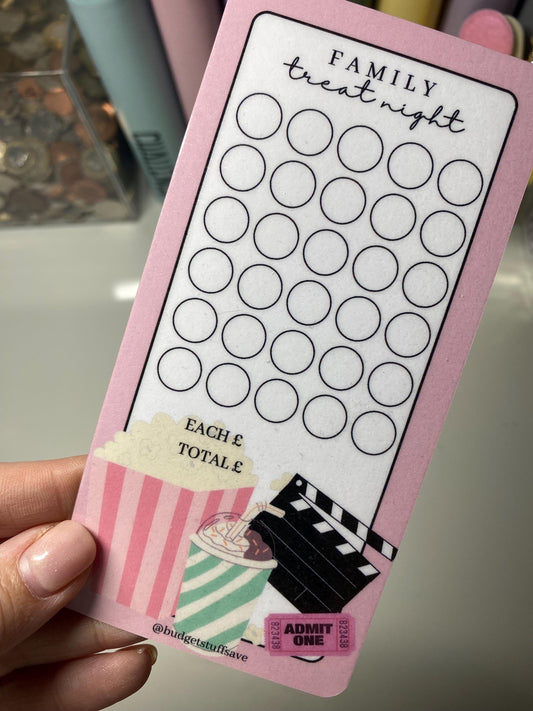 FAMILY
treat night
EACH £
TOTAL £
823438
ADMIT
ONE
823438
@budgetstuffsave